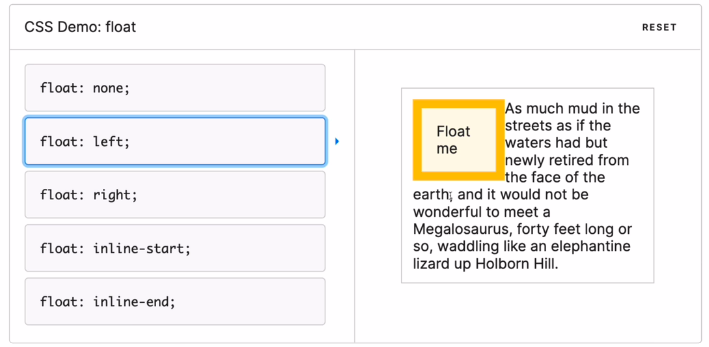 CSS Demo: float
RESET
float: none;
float: left;
float: right;
float: inline-start;
float: inline-end;
Float
me
As much mud in the
streets as if the
waters had but
newly retired from
the face of the
earth, and it would not be
wonderful to meet a
Megalosaurus, forty feet long or
so, waddling like an elephantine
lizard up Holborn Hill.